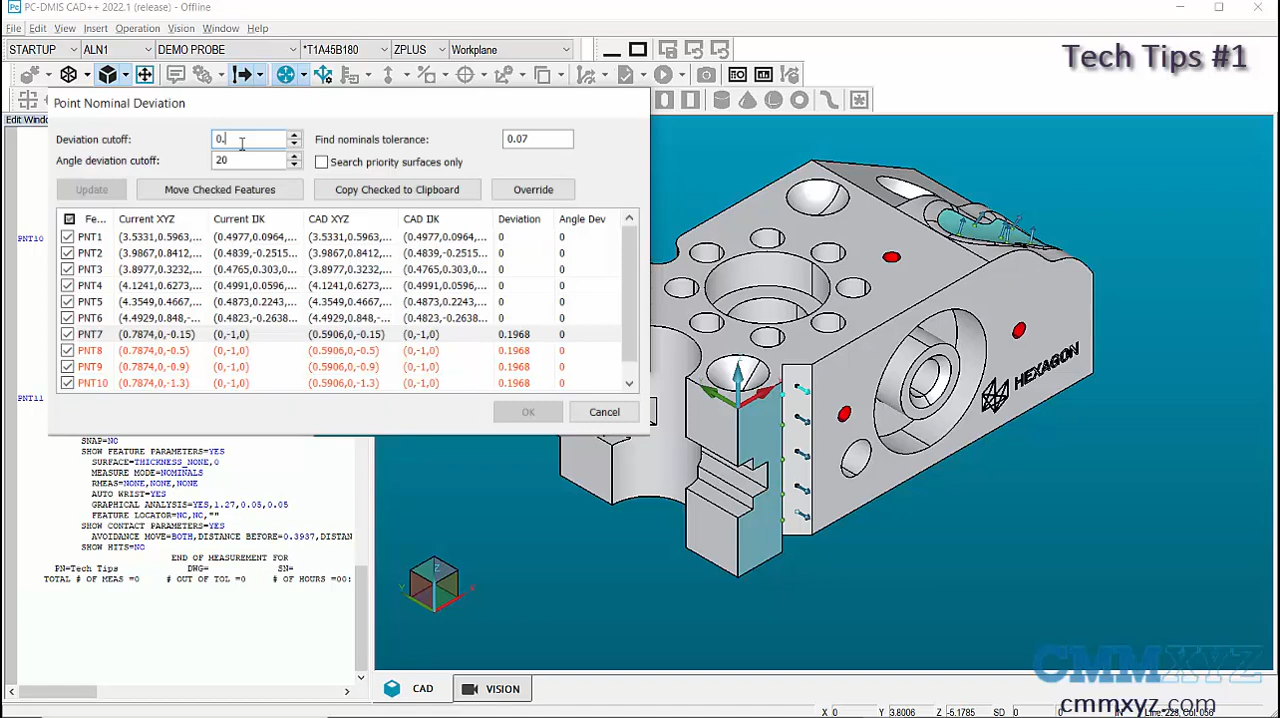 PC-DMIS CAD++ 2022.1 (release) - Offline
File Edit View Insert Operation Vision Window Help
STARTUP ALN1 DEMO PROBE *T1A45B180 ZPLUS Workplane
Tech Tips #1
Edit Windo
Point Nominal Deviation
Deviation cutoff: 0. Find nominals tolerance: 0.07
Angle deviation cutoff: 20 Search priority surfaces only
Update Move Checked Features Copy Checked to Clipboard Override
Fe... Current XYZ Current IJK CAD XYZ CAD IJK Deviation Angle Dev
PNT1 (3.5331,0.5963,... (0.4977,0.0964,... (3.5331,0.5963,... (0.4977,0.0964,... 0 0
PNT2 (3.9867,0.8412,... (0.4839,-0.2515... (3.9867,0.8412,... (0.4839,-0.2515... 0 0
PNT3 (3.8977,0.3232,... (0.4765,0.303,0... (3.8977,0.3232,... (0.4765,0.303,0... 0 0
PNT4 (4.1241,0.6273,... (0.4991,0.0596,... (4.1241,0.6273,... (0.4991,0.0596,... 0 0
PNT5 (4.3549,0.4667,... (0.4873,0.2243,... (4.3549,0.4667,... (0.4873,0.2243,... 0 0
PNT6 (4.4929,0.848,-... (0.4823,-0.2638... (4.4929,0.848,-... (0.4823,-0.2638... 0 0
PNT7 (0.7874,0,-0.15) (0,-1,0) (0.5906,0,-0.15) (0,-1,0) 0.1968 0
PNT8 (0.7874,0,-0.5) (0,-1,0) (0.5906,0,-0.5) (0,-1,0) 0.1968 0
PNT9 (0.7874,0,-0.9) (0,-1,0) (0.5906,0,-0.9) (0,-1,0) 0.1968 0
PNT10 (0.7874,0,-1.3) (0,-1,0) (0.5906,0,-1.3) (0,-1,0) 0.1968 0
OK Cancel
PNT10
PNT11
HEXAGON
SNAP=NO
SHOW FEATURE PARAMETERS=YES
SURFACE=THICKNESS_NONE,0
MEASURE MODE=NOMINALS
RMEAS=NONE,NONE,NONE
AUTO WRIST=YES
GRAPHICAL ANALYSIS=YES,1.27,0.05,0.05
FEATURE LOCATOR=NO,NO,""
SHOW CONTACT PARAMETERS=YES
AVOIDANCE MOVE=BOTH,DISTANCE BEFORE=0.3937,DISTAN
SHOW HITS=NO
END OF MEASUREMENT FOR
PN=Tech Tips DWG= SN=
TOTAL # OF MEAS =0 # OUT OF TOL =0 # OF HOURS =00:
Z
Y X
CAD VISION
CMMXYZ
cmmxyz.com
X 0 Y 3.8006 Z -5.1785 SD 0 0